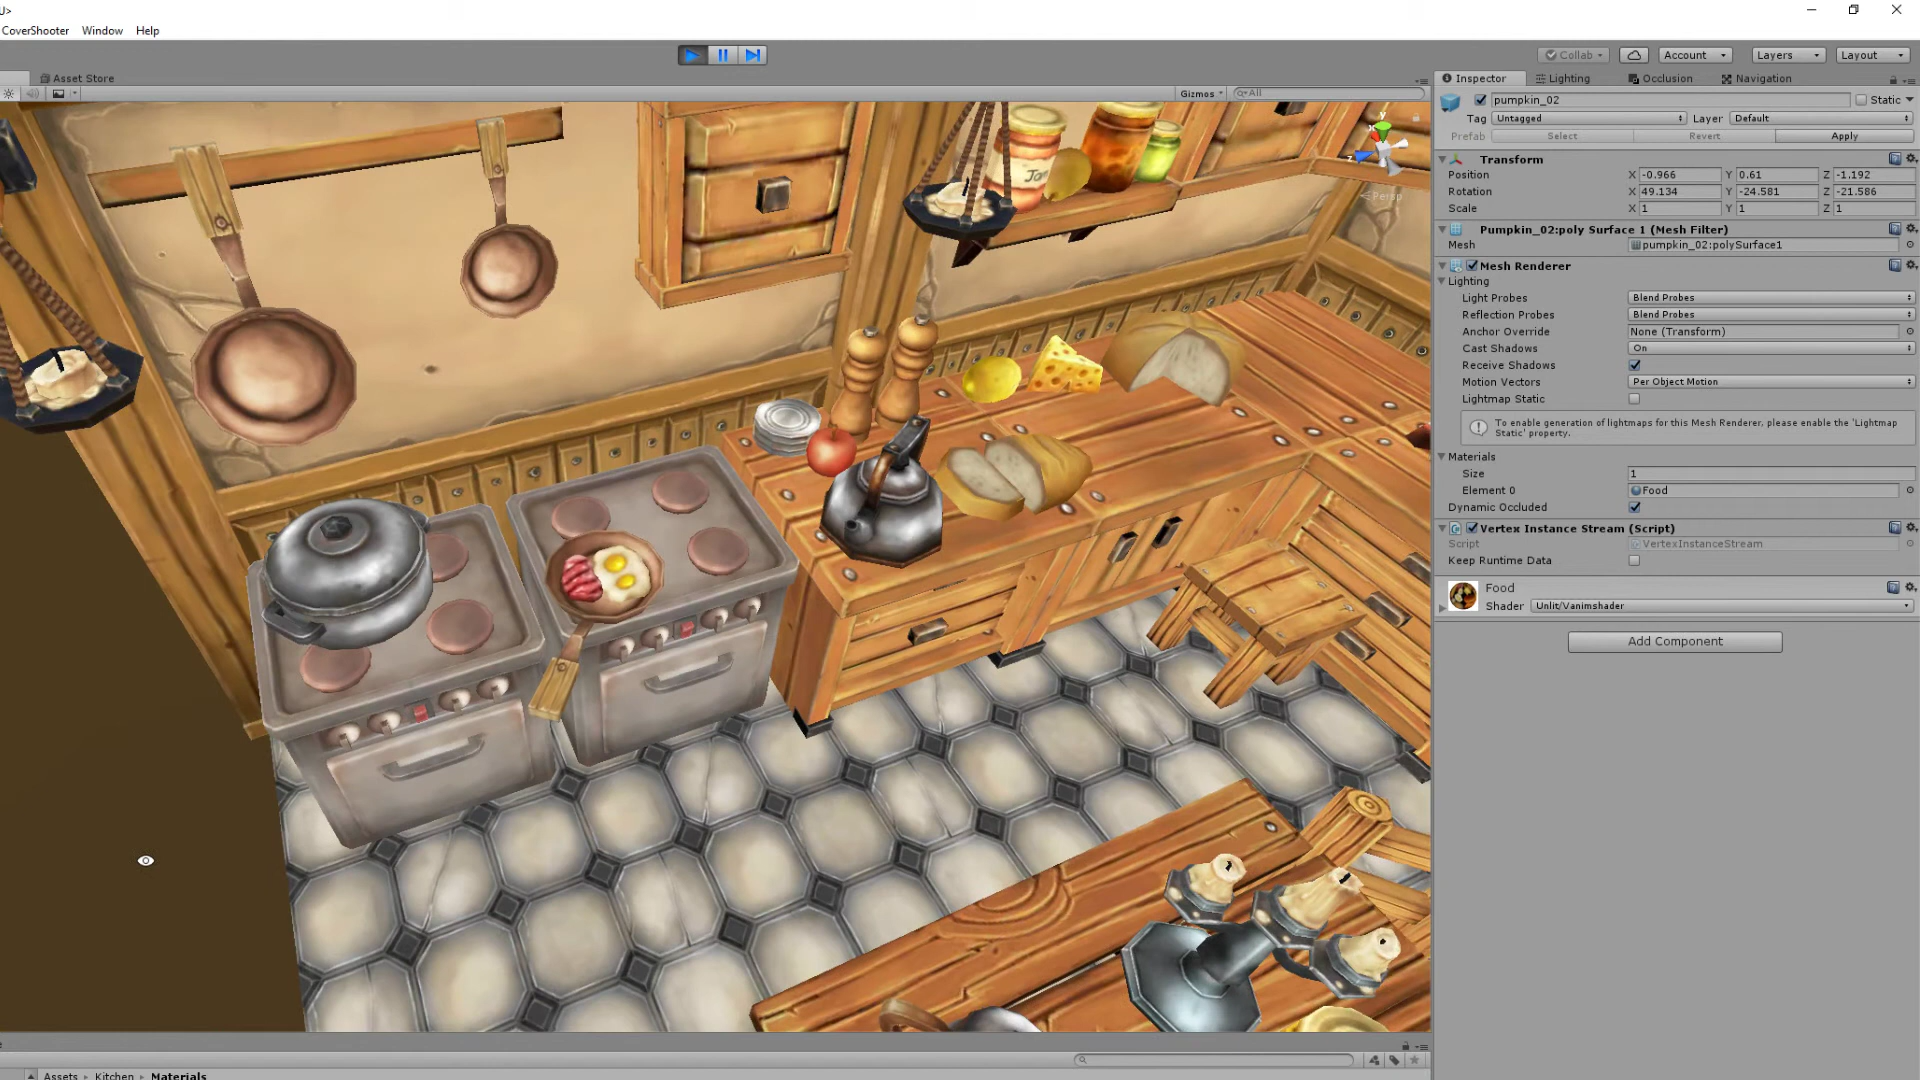 U>
CoverShooter Window Help
Collab Account Layers Layout
Asset Store
Inspector Lighting Occlusion Navigation
Gizmos All
pumpkin_02 Static
Tag Untagged Layer Default
Prefab Select Revert Apply
Transform
Position X -0.966 Y 0.61 Z -1.192
Rotation X 49.134 Y -24.581 Z -21.586
Scale X 1 Y 1 Z 1
Pumpkin_02:poly Surface 1 (Mesh Filter)
Mesh pumpkin_02:polySurface1
Mesh Renderer
Lighting
Light Probes Blend Probes
Reflection Probes Blend Probes
Anchor Override None (Transform)
Cast Shadows On
Receive Shadows
Motion Vectors Per Object Motion
Lightmap Static
To enable generation of lightmaps for this Mesh Renderer, please enable the 'Lightmap
Static' property.
Materials
Size 1
Element 0 Food
Dynamic Occluded
Vertex Instance Stream (Script)
Script VertexInstanceStream
Keep Runtime Data
Food
Shader Unlit/Vanimshader
Add Component
y
x
z
Persp
Jam
Assets Kitchen Materials